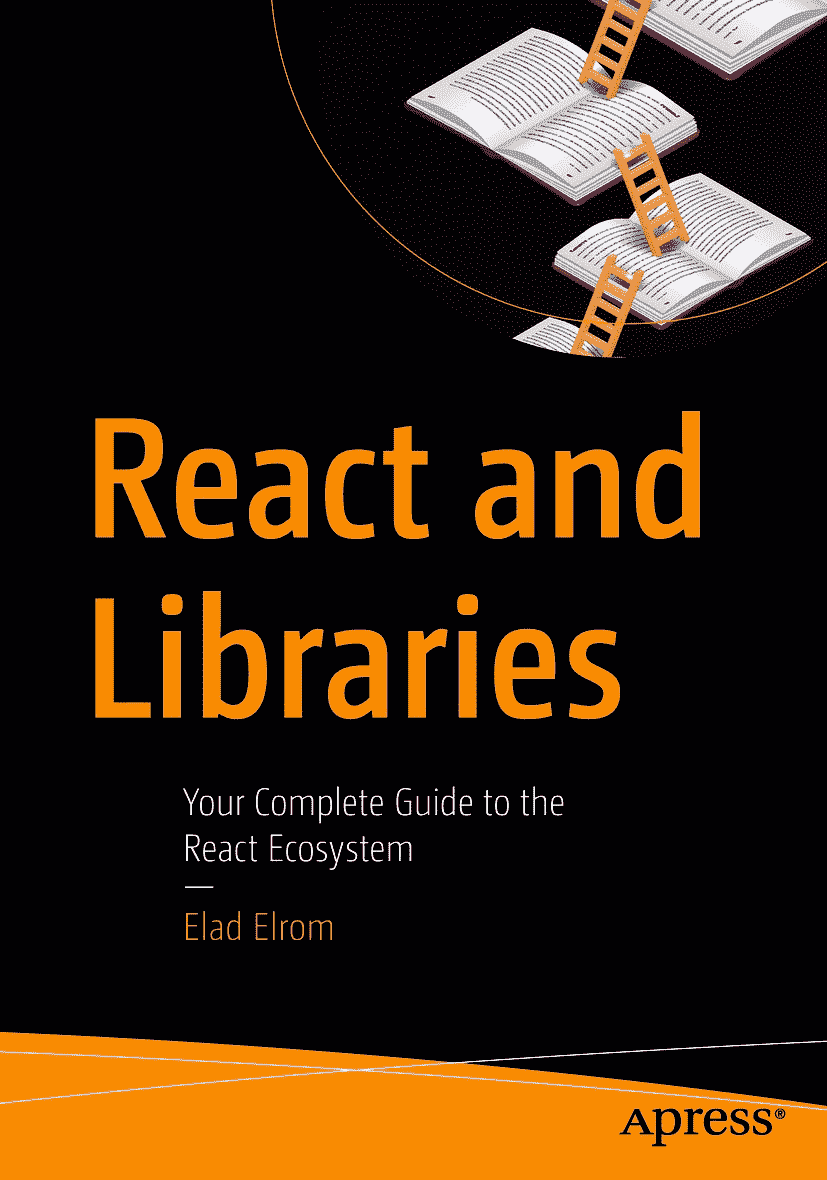 React and
Libraries
Your Complete Guide to the
React Ecosystem
—
Elad Elrom
Apress®